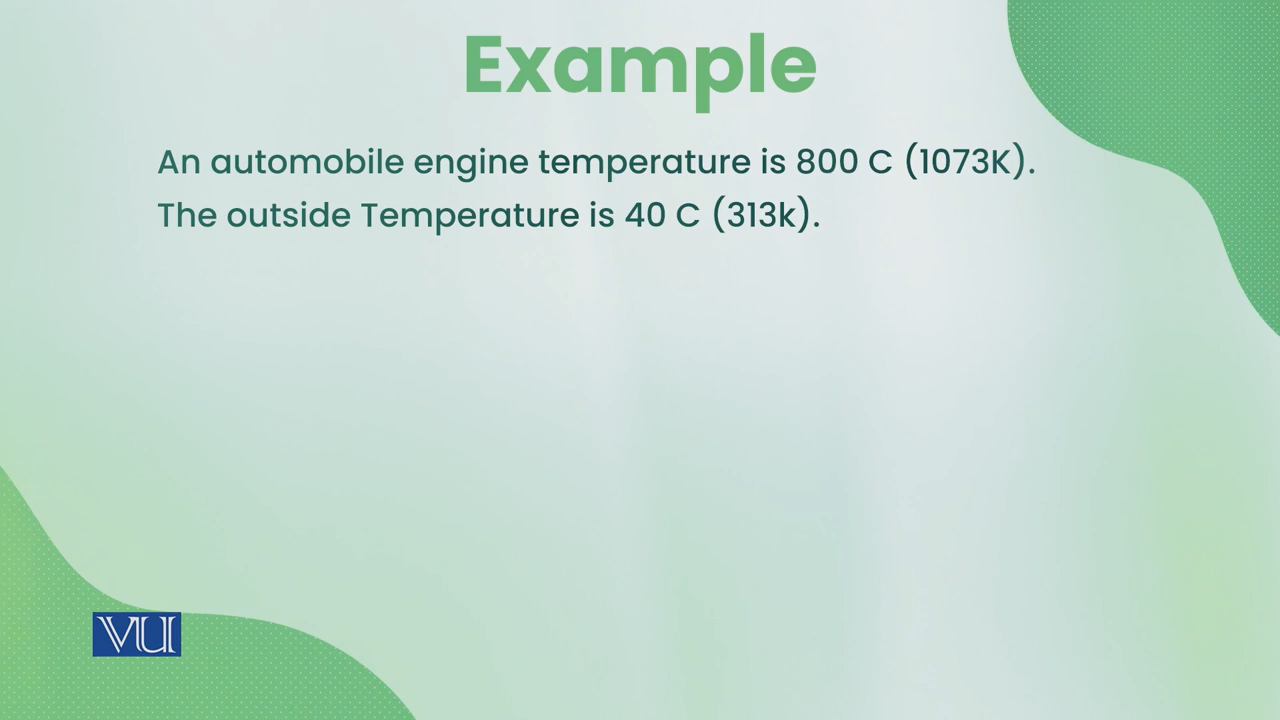 Example
An automobile engine temperature is 800 C (1073K).
The outside Temperature is 40 C (313k).
VU